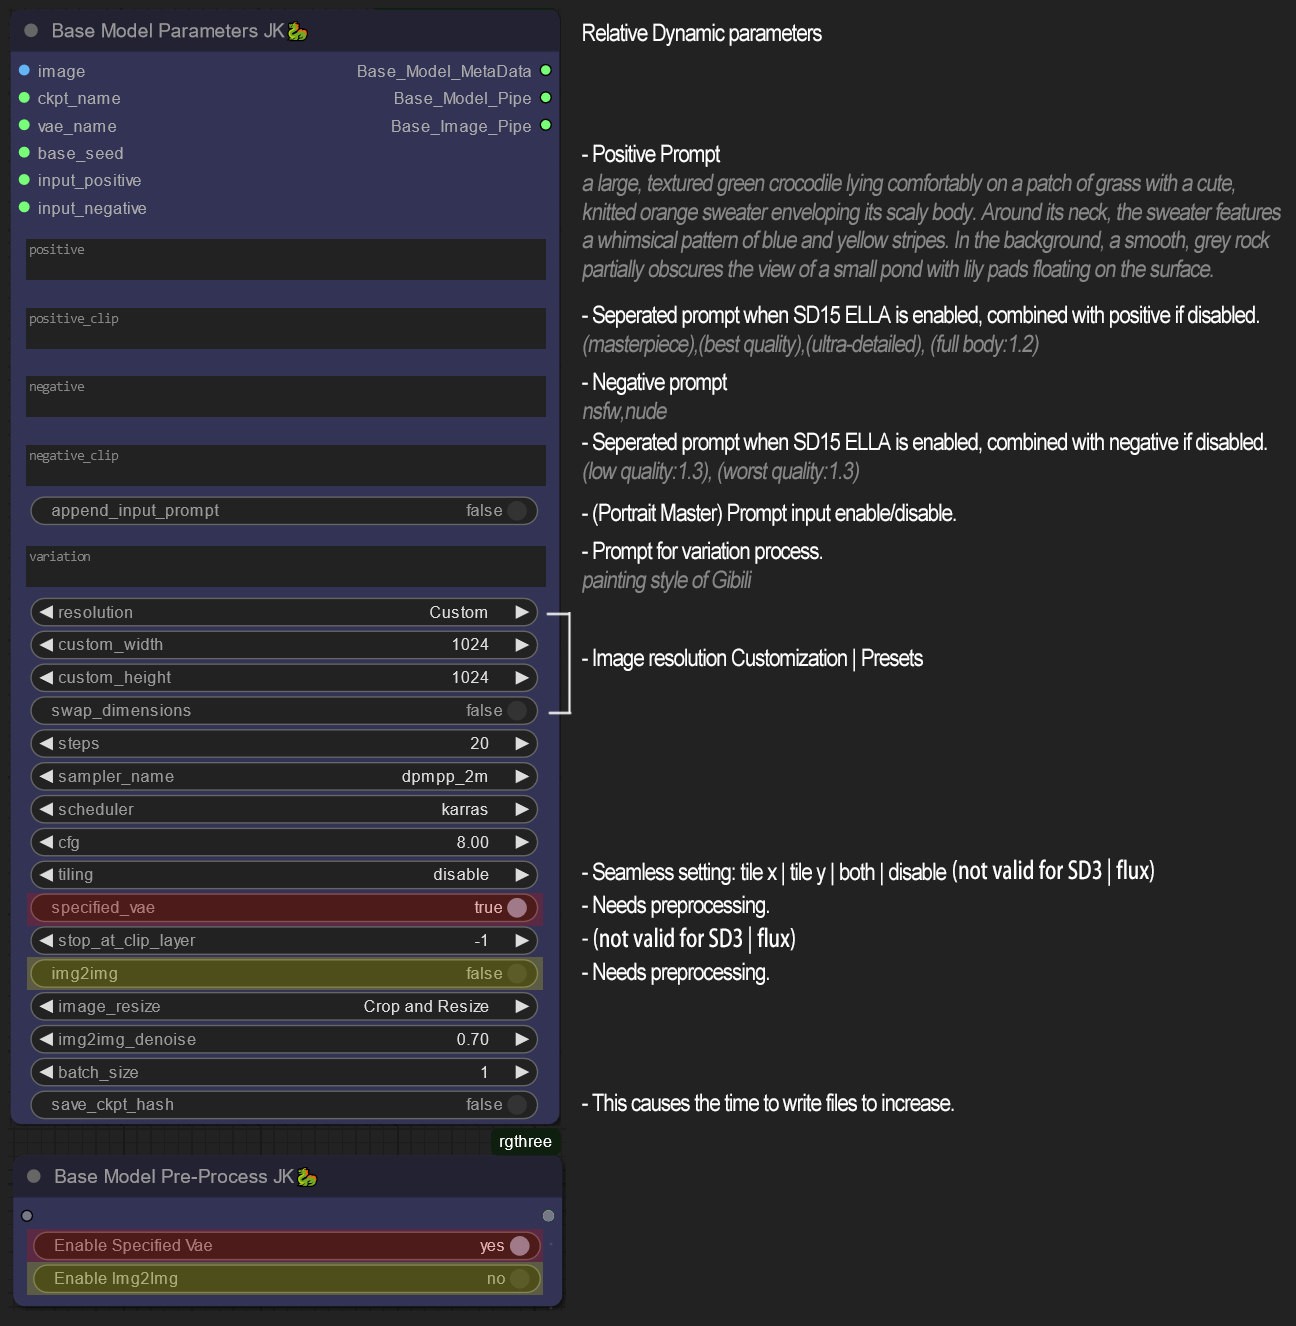 Base Model Parameters JK🐉
Relative Dynamic parameters
image
Base_Model_MetaData
ckpt_name
Base_Model_Pipe
vae_name
Base_Image_Pipe
base_seed
input_positive
input_negative
- Positive Prompt
a large, textured green crocodile lying comfortably on a patch of grass with a cute,
knitted orange sweater enveloping its scaly body. Around its neck, the sweater features
a whimsical pattern of blue and yellow stripes. In the background, a smooth, grey rock
partially obscures the view of a small pond with lily pads floating on the surface.
positive
positive_clip
- Seperated prompt when SD15 ELLA is enabled, combined with positive if disabled.
(masterpiece),(best quality),(ultra-detailed), (full body:1.2)
negative
- Negative prompt
nsfw,nude
negative_clip
- Seperated prompt when SD15 ELLA is enabled, combined with negative if disabled.
(low quality:1.3), (worst quality:1.3)
append_input_prompt false
- (Portrait Master) Prompt input enable/disable.
variation
- Prompt for variation process.
painting style of Gibili
resolution Custom
custom_width 1024
custom_height 1024
swap_dimensions false
- Image resolution Customization | Presets
steps 20
sampler_name dpmpp_2m
scheduler karras
cfg 8.00
tiling disable
- Seamless setting: tile x | tile y | both | disable (not valid for SD3 | flux)
specified_vae true
- Needs preprocessing.
stop_at_clip_layer -1
- (not valid for SD3 | flux)
img2img false
- Needs preprocessing.
image_resize Crop and Resize
img2img_denoise 0.70
batch_size 1
save_ckpt_hash false
- This causes the time to write files to increase.
rgthree
Base Model Pre-Process JK🐉
Enable Specified Vae yes
Enable Img2Img no